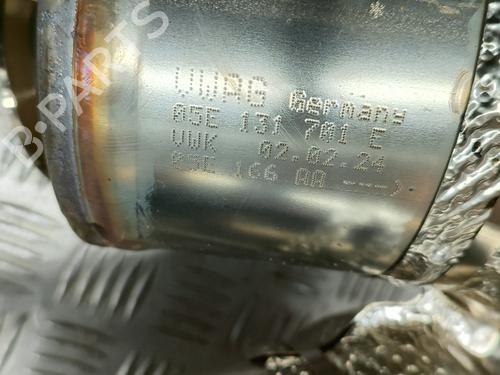 VWAG Germany
05E 131 701 E
VWK 02.02.24
05E 166 AA
B-PARTS